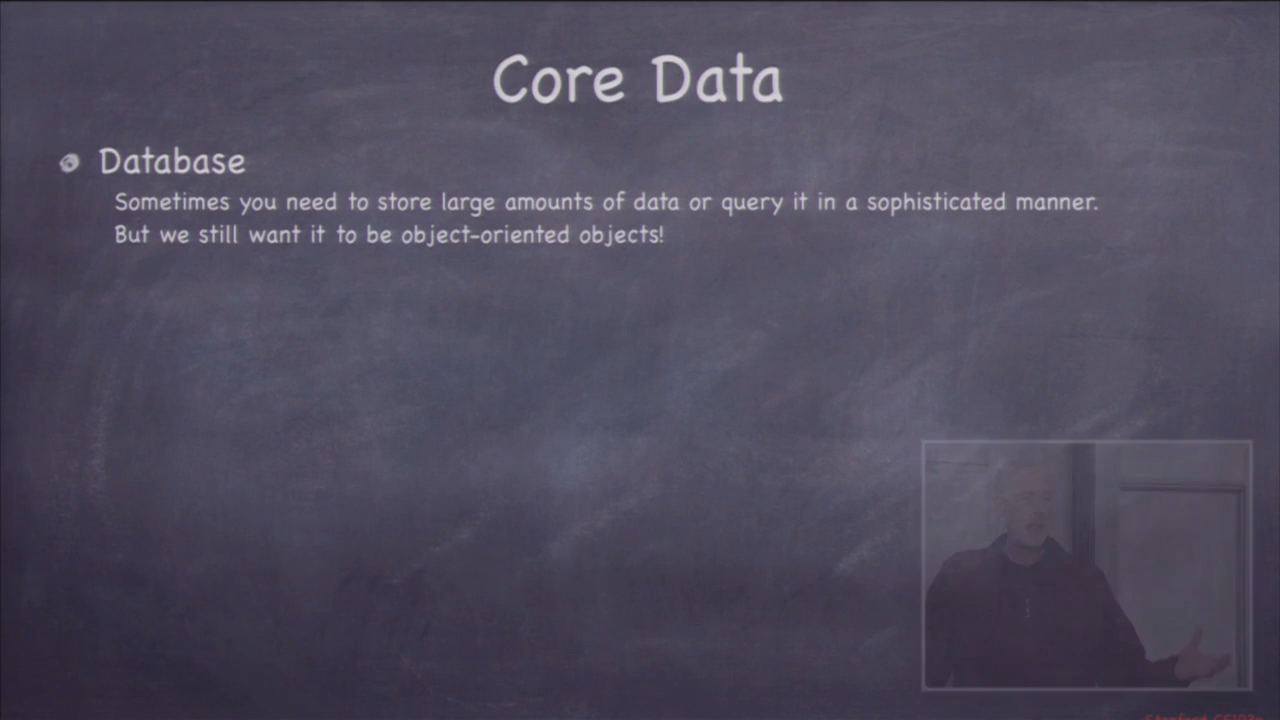 Core Data
Database
Sometimes you need to store large amounts of data or query it in a sophisticated manner.
But we still want it to be object-oriented objects!